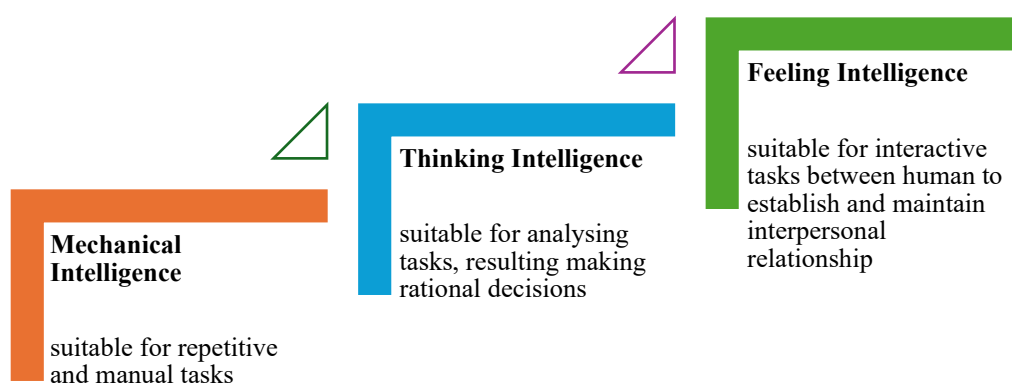 Mechanical
Intelligence
suitable for repetitive
and manual tasks
Thinking Intelligence
suitable for analysing
tasks, resulting making
rational decisions
Feeling Intelligence
suitable for interactive
tasks between human to
establish and maintain
interpersonal
relationship